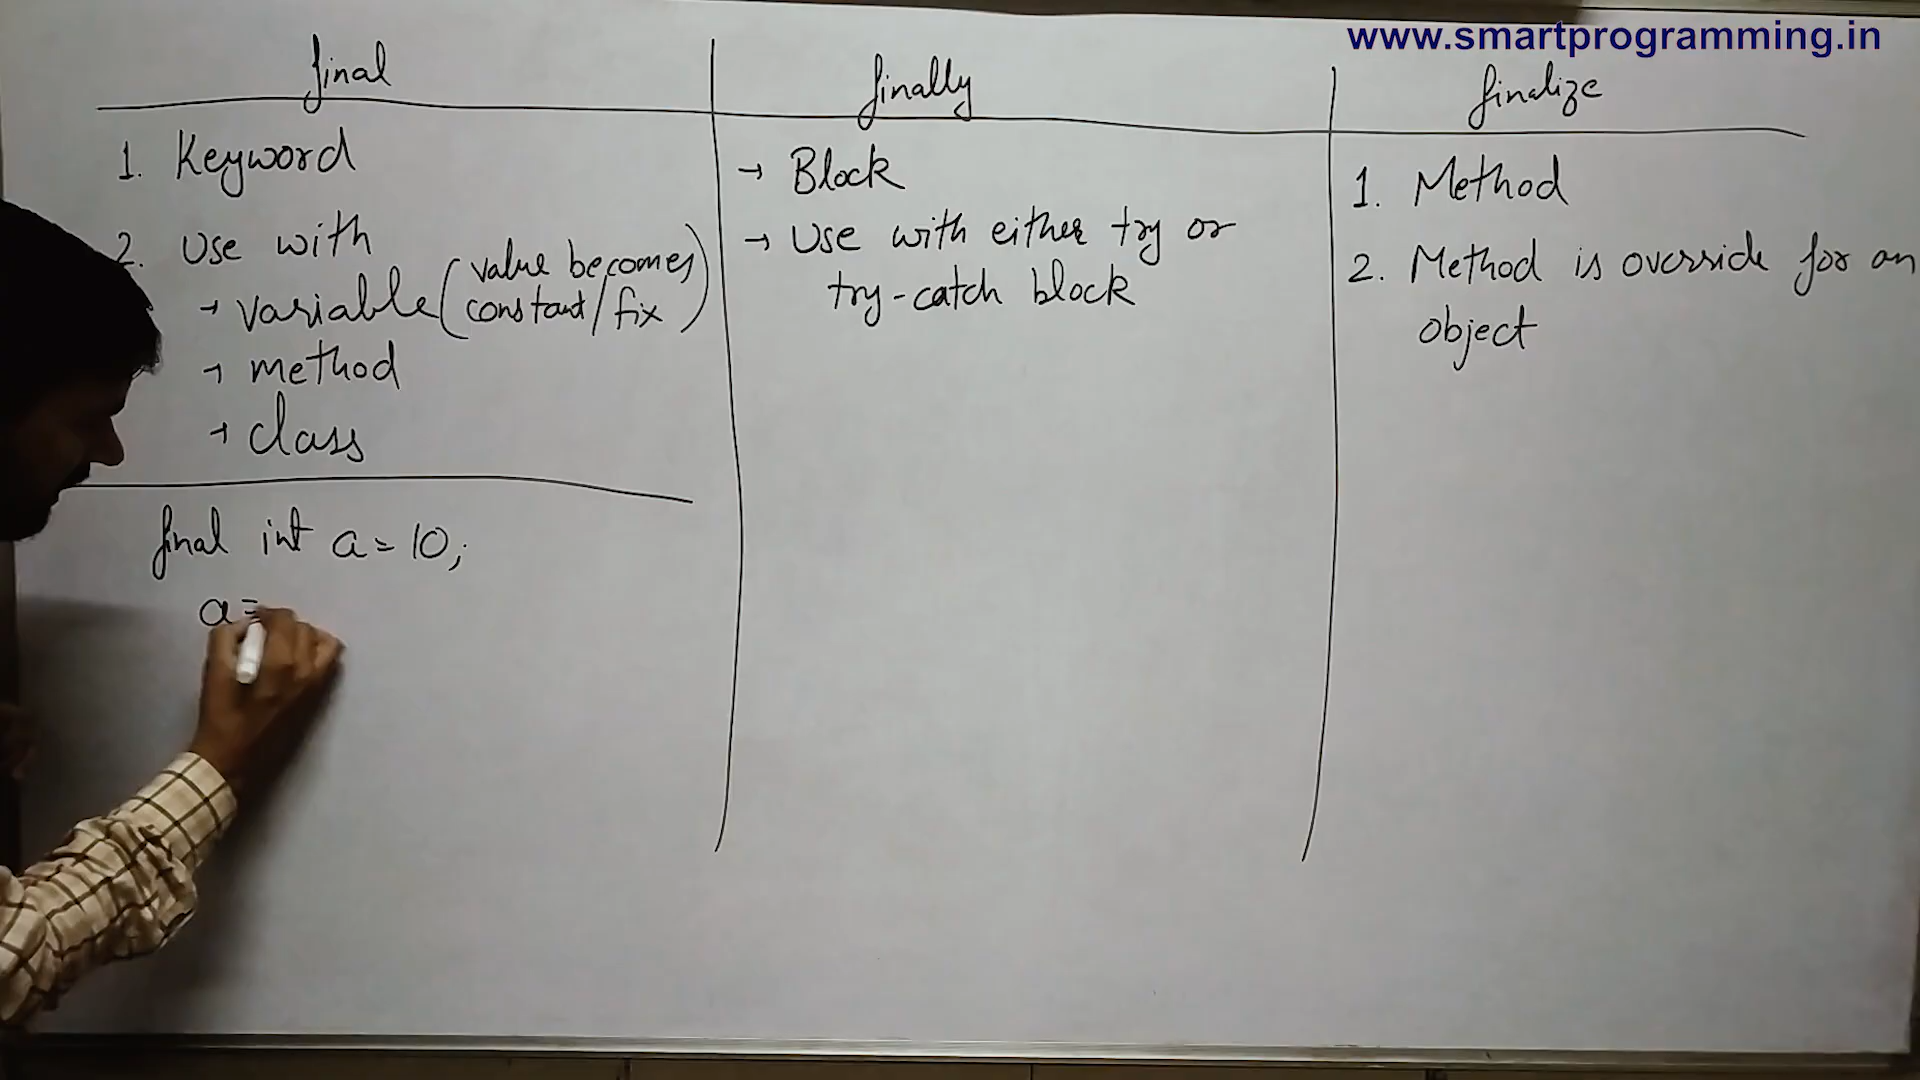 www.smartprogramming.in
final
1. Keyword
2. Use with
→ variable (value becomes
constant/fix)
→ method
→ class
final int a = 10;
a =
finally
→ Block
→ Use with either try or
try-catch block
finalize
1. Method
2. Method is override for an
object